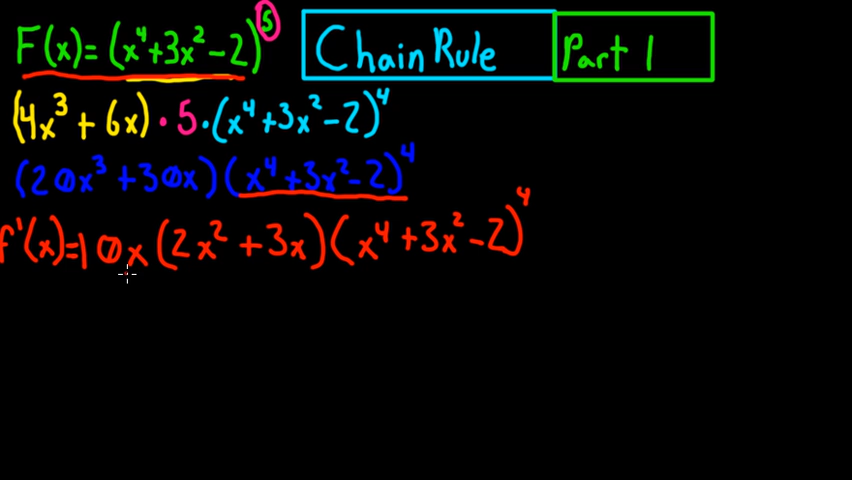 F(x)= (x⁴+3x²-2)⁵ Chain Rule Part 1
(4x³ + 6x) • 5 • (x⁴+3x²-2)⁴
(20x³ +30x) (x⁴+3x²-2)⁴
f'(x)=10x (2x² +3x) (x⁴ +3x² -2)⁴